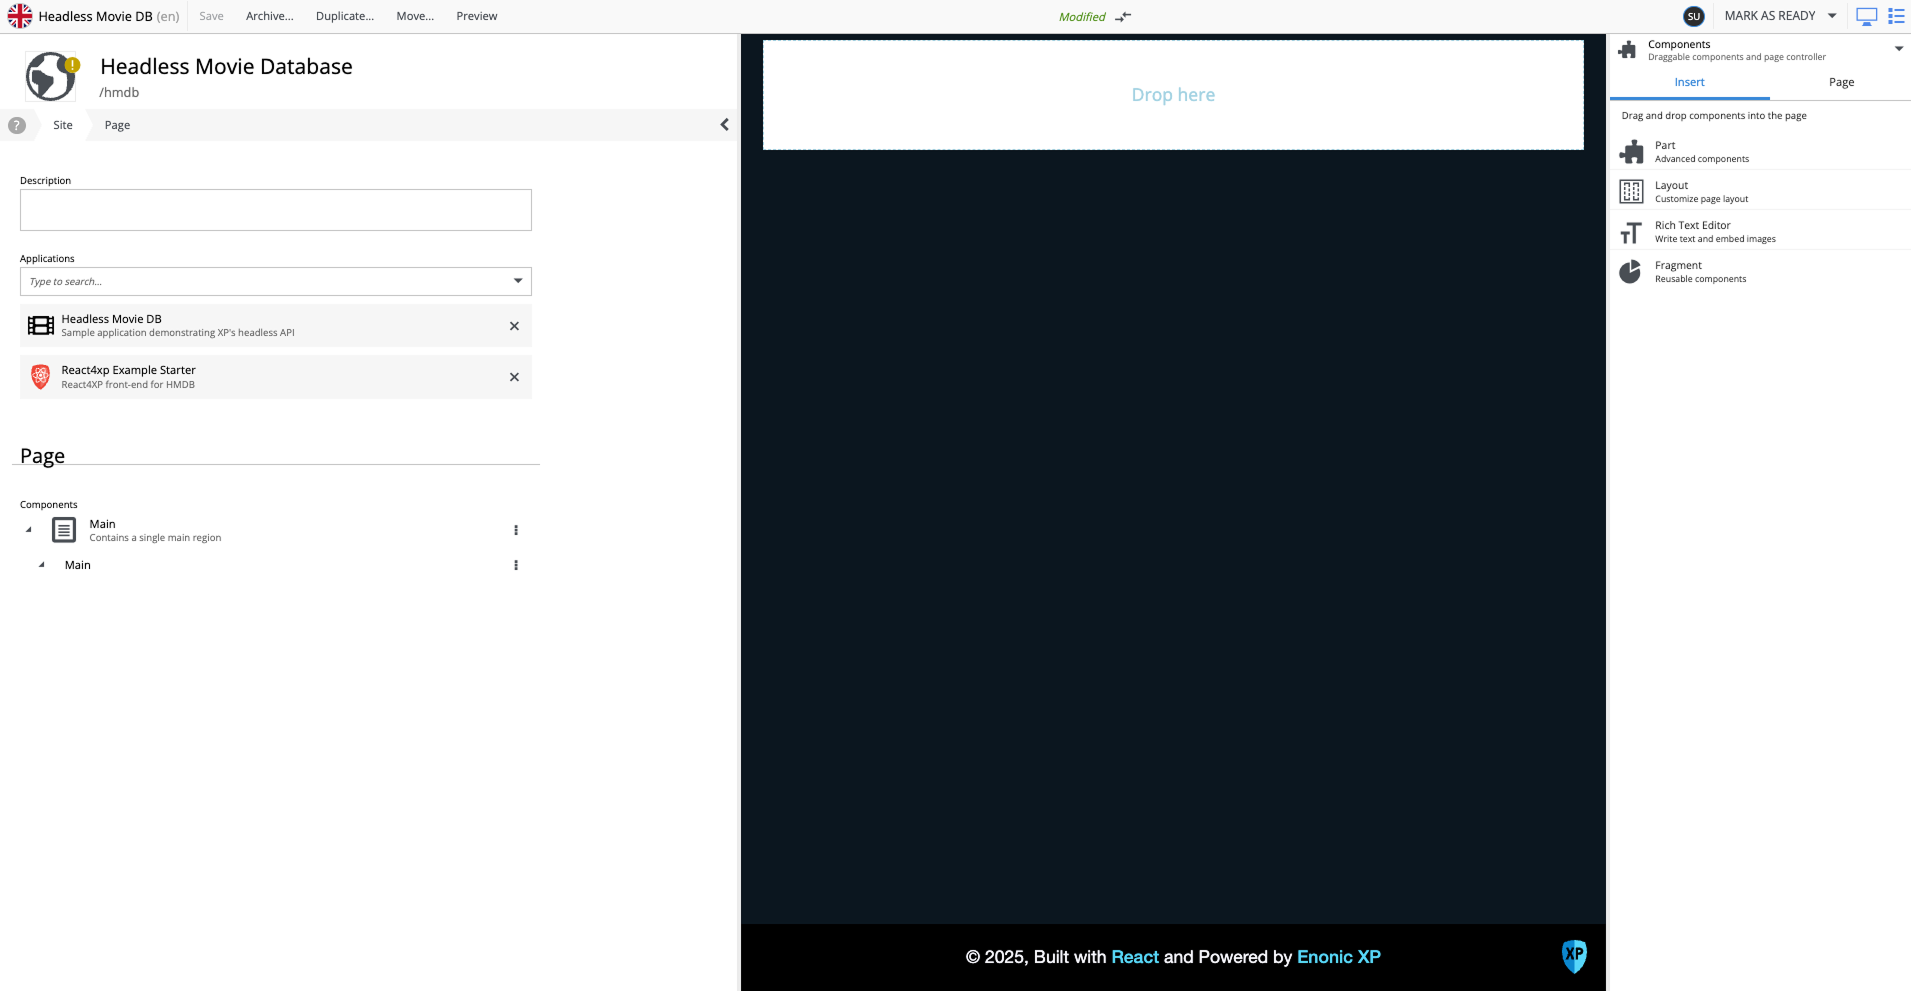 Headless Movie DB (en)
Save
Archive...
Duplicate...
Move...
Preview
Modified
SU
MARK AS READY
!
Headless Movie Database
/hmdb
?
Site
Page
Description
Applications
Type to search...
Headless Movie DB
Sample application demonstrating XP's headless API
React4xp Example Starter
React4XP front-end for HMDB
Page
Components
Main
Contains a single main region
Main
Drop here
© 2025, Built with React and Powered by Enonic XP
XP
Components
Draggable components and page controller
Insert
Page
Drag and drop components into the page
Part
Advanced components
Layout
Customize page layout
Rich Text Editor
Write text and embed images
Fragment
Reusable components